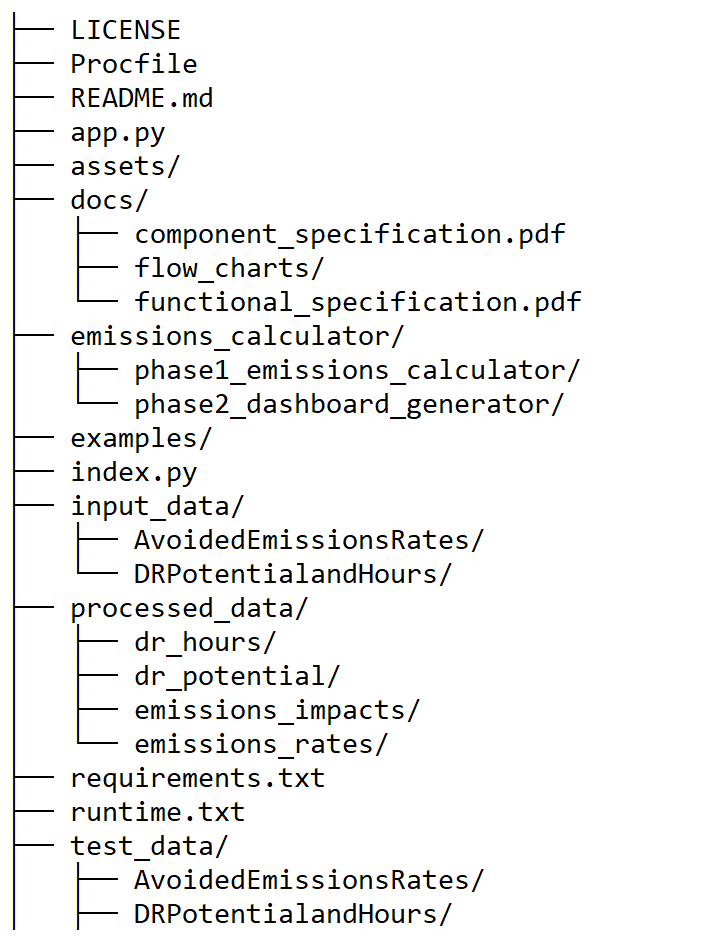 ├── LICENSE
├── Procfile
├── README.md
├── app.py
├── assets/
├── docs/
│   ├── component_specification.pdf
│   ├── flow_charts/
│   └── functional_specification.pdf
├── emissions_calculator/
│   ├── phase1_emissions_calculator/
│   └── phase2_dashboard_generator/
├── examples/
├── index.py
├── input_data/
│   ├── AvoidedEmissionsRates/
│   └── DRPotentialandHours/
├── processed_data/
│   ├── dr_hours/
│   ├── dr_potential/
│   ├── emissions_impacts/
│   └── emissions_rates/
├── requirements.txt
├── runtime.txt
├── test_data/
│   ├── AvoidedEmissionsRates/
│   ├── DRPotentialandHours/